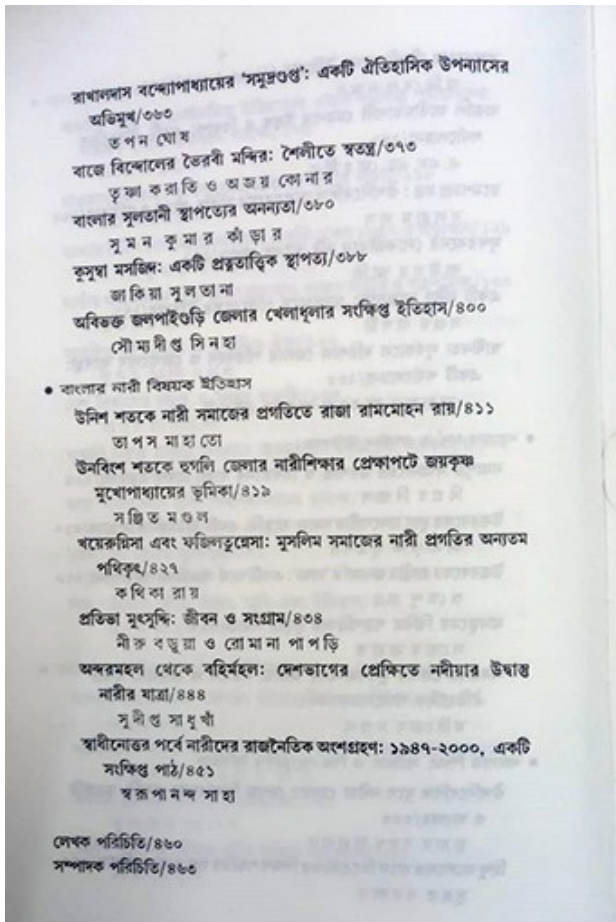 রাখালদাস বন্দ্যোপাধ্যায়ের 'সমুদ্রগুপ্ত': একটি ঐতিহাসিক উপন্যাসের
অভিমুখ/৩৬৩
তপন ঘোষ
বাজে বিন্দোলের ভৈরবী মন্দির: শৈলীতে স্বতন্ত্র/৩৭৩
তৃষ্ণা করাতি ও অজয় কোনার
বাংলার সুলতানী স্থাপত্যের অনন্যতা/৩৮০
সুমন কুমার কাঁড়ার
কুসুম্বা মসজিদ: একটি প্রত্নতাত্ত্বিক স্থাপত্য/৩৮৮
জাকিয়া সুলতানা
অবিভক্ত জলপাইগুড়ি জেলার খেলাধূলার সংক্ষিপ্ত ইতিহাস/৪০০
সৌম্যদীপ্ত সিনহা
• বাংলার নারী বিষয়ক ইতিহাস
উনিশ শতকে নারী সমাজের প্রগতিতে রাজা রামমোহন রায়/৪১১
তাপস মাহাতো
ঊনবিংশ শতকে হুগলি জেলার নারীশিক্ষার প্রেক্ষাপটে জয়কৃষ্ণ
মুখোপাধ্যায়ের ভূমিকা/৪১৯
সঞ্জিত মণ্ডল
খয়েরুন্নিসা এবং ফজিলতুন্নেসা: মুসলিম সমাজের নারী প্রগতির অন্যতম
পথিকৃৎ/৪২৭
কথিকা রায়
প্রতিভা মুৎসুদ্দি: জীবন ও সংগ্রাম/৪৩৪
নীরু বড়ুয়া ও রোমানা পাপড়ি
অন্দরমহল থেকে বহির্মহল: দেশভাগের প্রেক্ষিতে নদীয়ার উদ্বাস্তু
নারীর যাত্রা/৪৪৪
সুদীপ্ত সাধুখাঁ
স্বাধীনোত্তর পর্বে নারীদের রাজনৈতিক অংশগ্রহণ: ১৯৪৭-২০০০, একটি
সংক্ষিপ্ত পাঠ/৪৫১
স্বরূপানন্দ সাহা
লেখক পরিচিতি/৪৬০
সম্পাদক পরিচিতি/৪৬৩